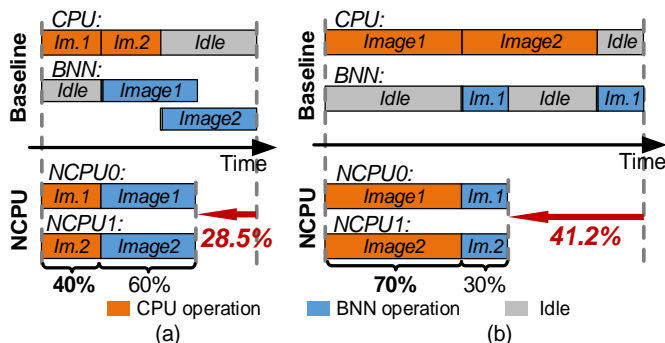 CPU:
Im.1 Im.2 Idle
BNN:
Idle Image1
Image2
Baseline
Time
NCPU0:
Im.1 Image1
NCPU1:
Im.2 Image2
NCPU
28.5%
40% 60%
CPU:
Image1 Image2 Idle
BNN:
Idle Im.1 Idle Im.1
Baseline
Time
NCPU0:
Image1 Im.1
NCPU1:
Image2 Im.2
NCPU
41.2%
70% 30%
CPU operation BNN operation Idle
(a) (b)